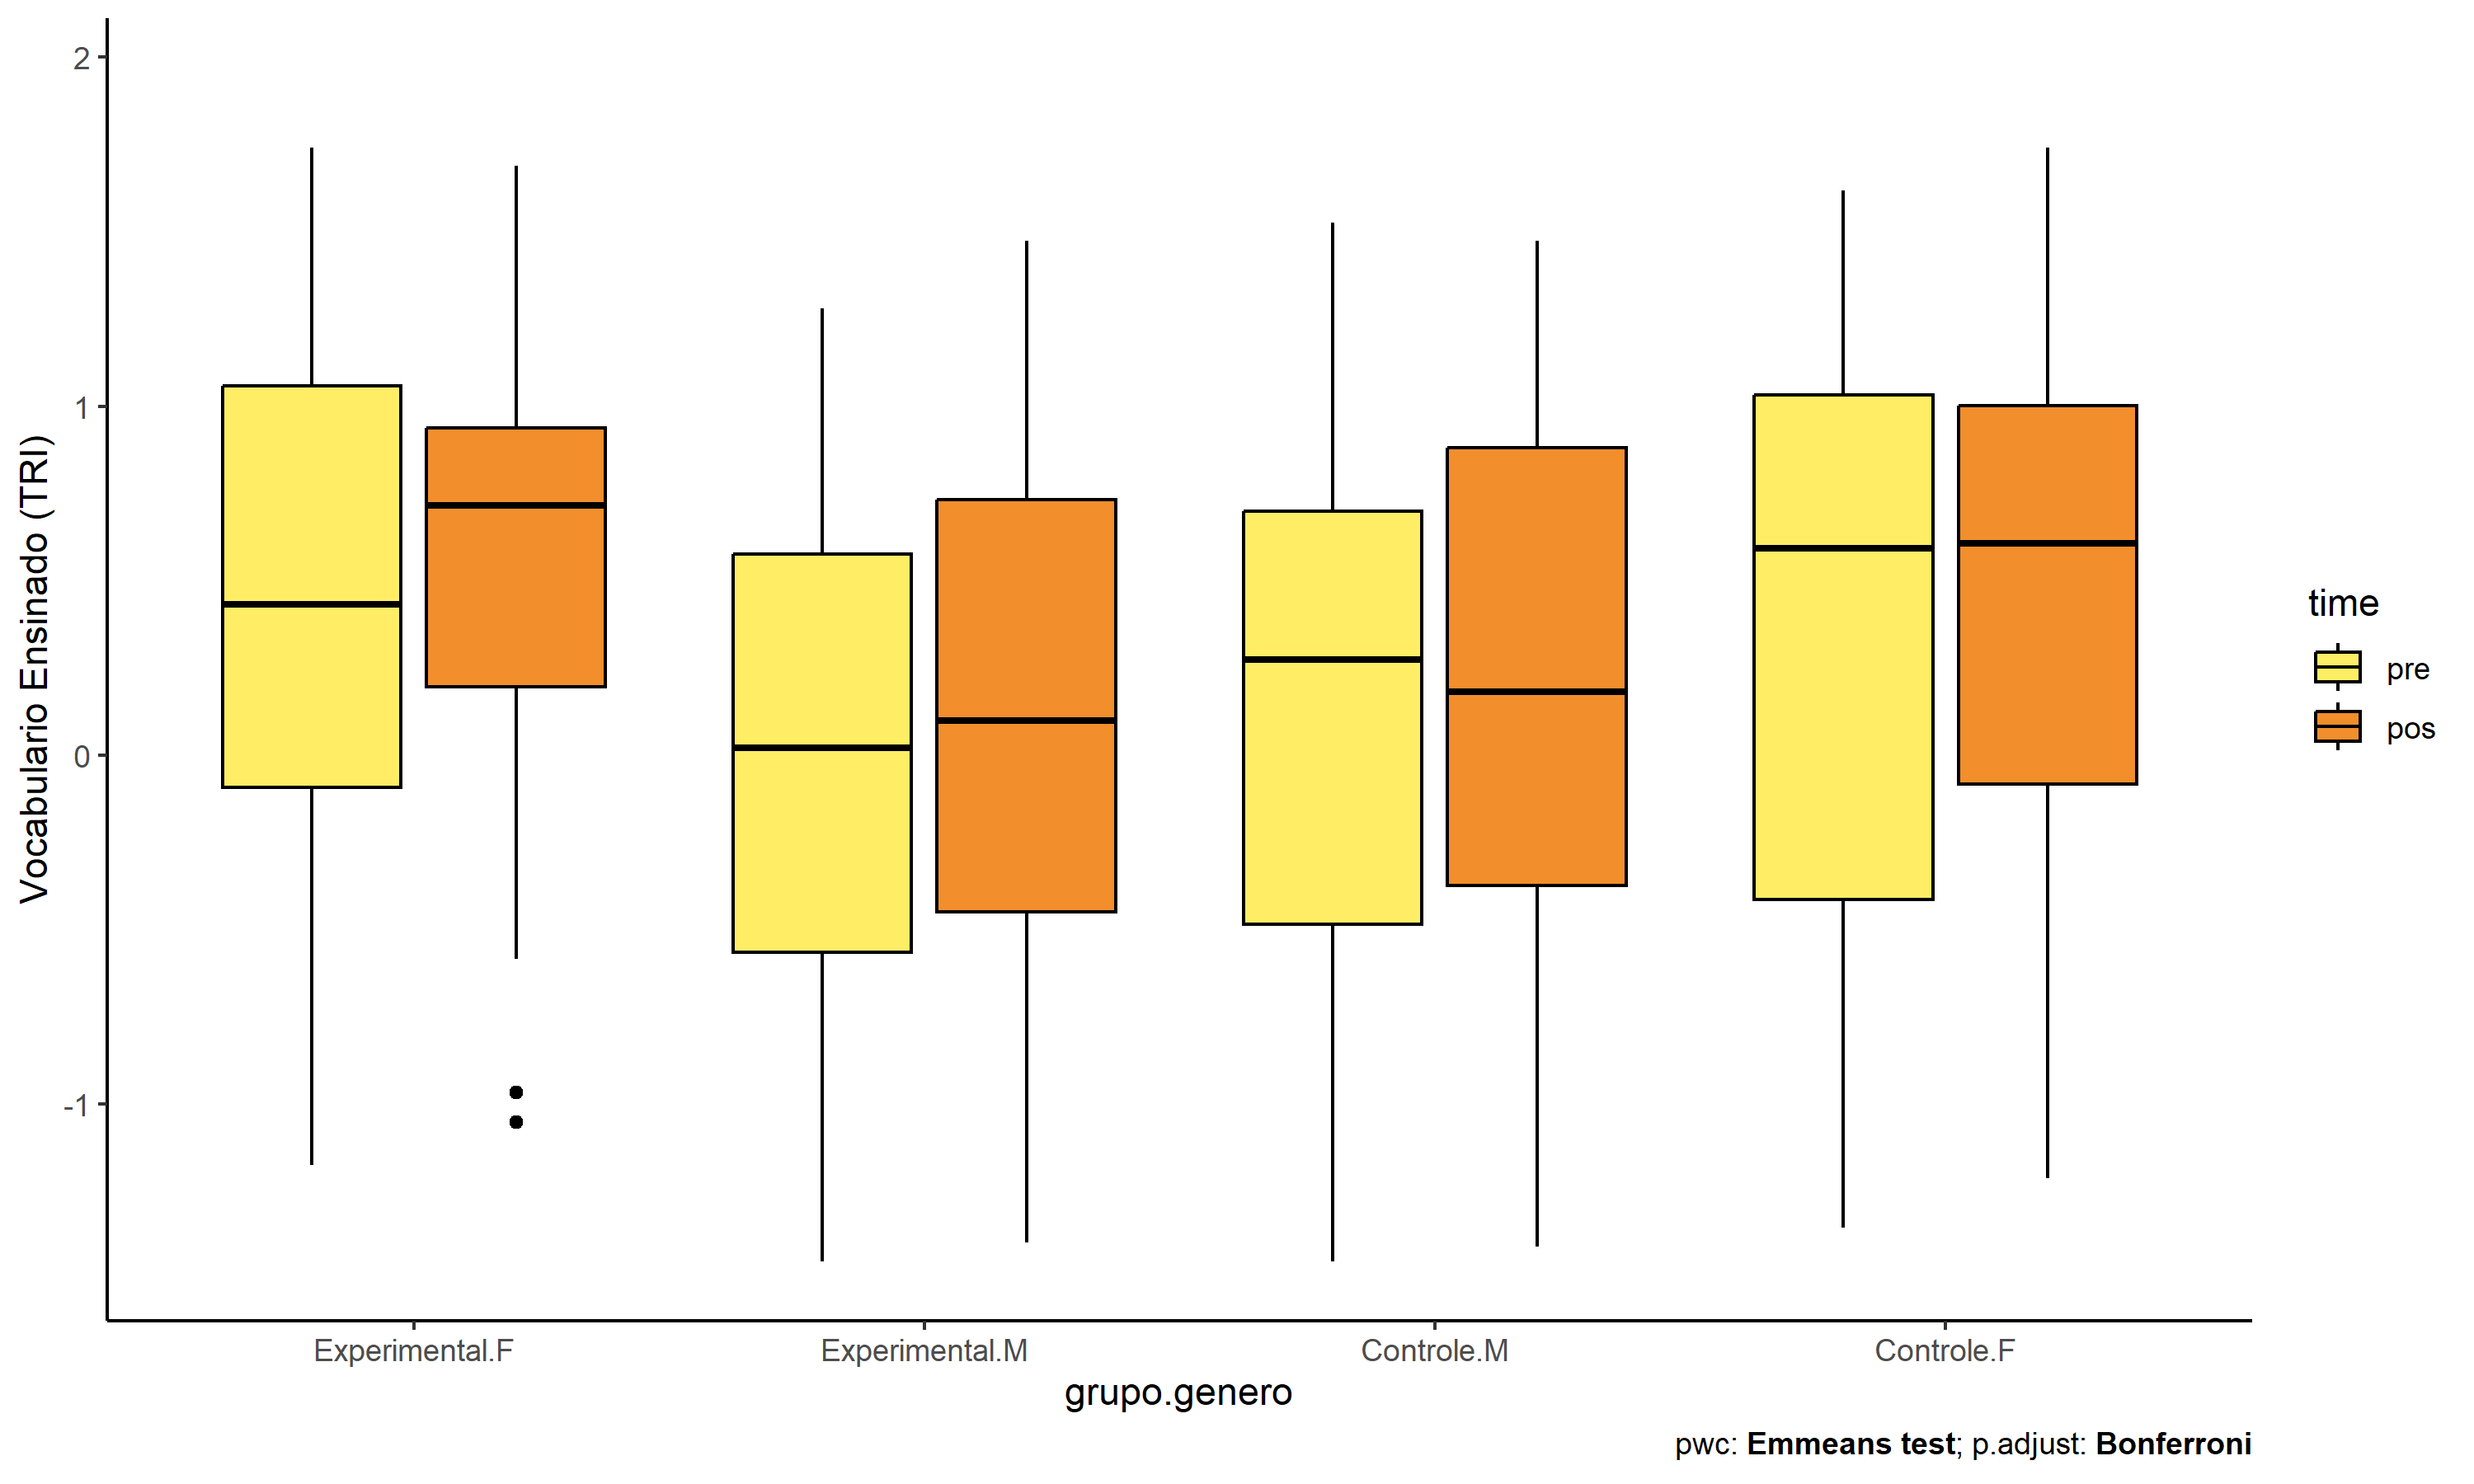 Vocabulario Ensinado (TRI)
2
1
0
-1
Experimental.F
Experimental.M
Controle.M
Controle.F
grupo.genero
time
pre
pos
pwc: Emmeans test; p.adjust: Bonferroni